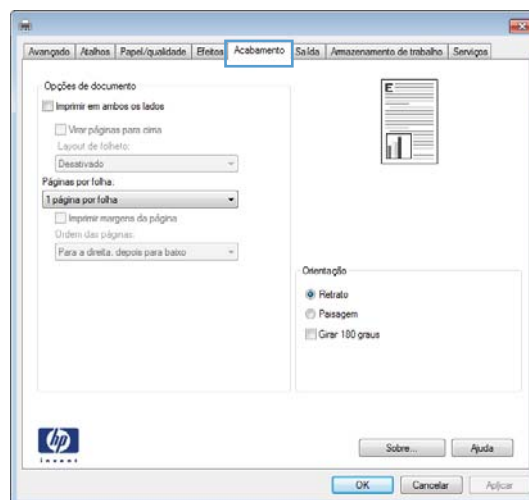 Avançado Atalhos Papel/qualidade Efeitos Acabamento Saída Armazenamento de trabalho Serviços
Opções de documento
Imprimir em ambos os lados
Virar páginas para cima
Layout de folheto:
Desativado
Páginas por folha:
1 página por folha
Imprimir margens da página
Ordem das páginas:
Para a direita, depois para baixo
E
Orientação
Retrato
Paisagem
Girar 180 graus
hp
invent
Sobre... Ajuda
OK Cancelar Aplicar